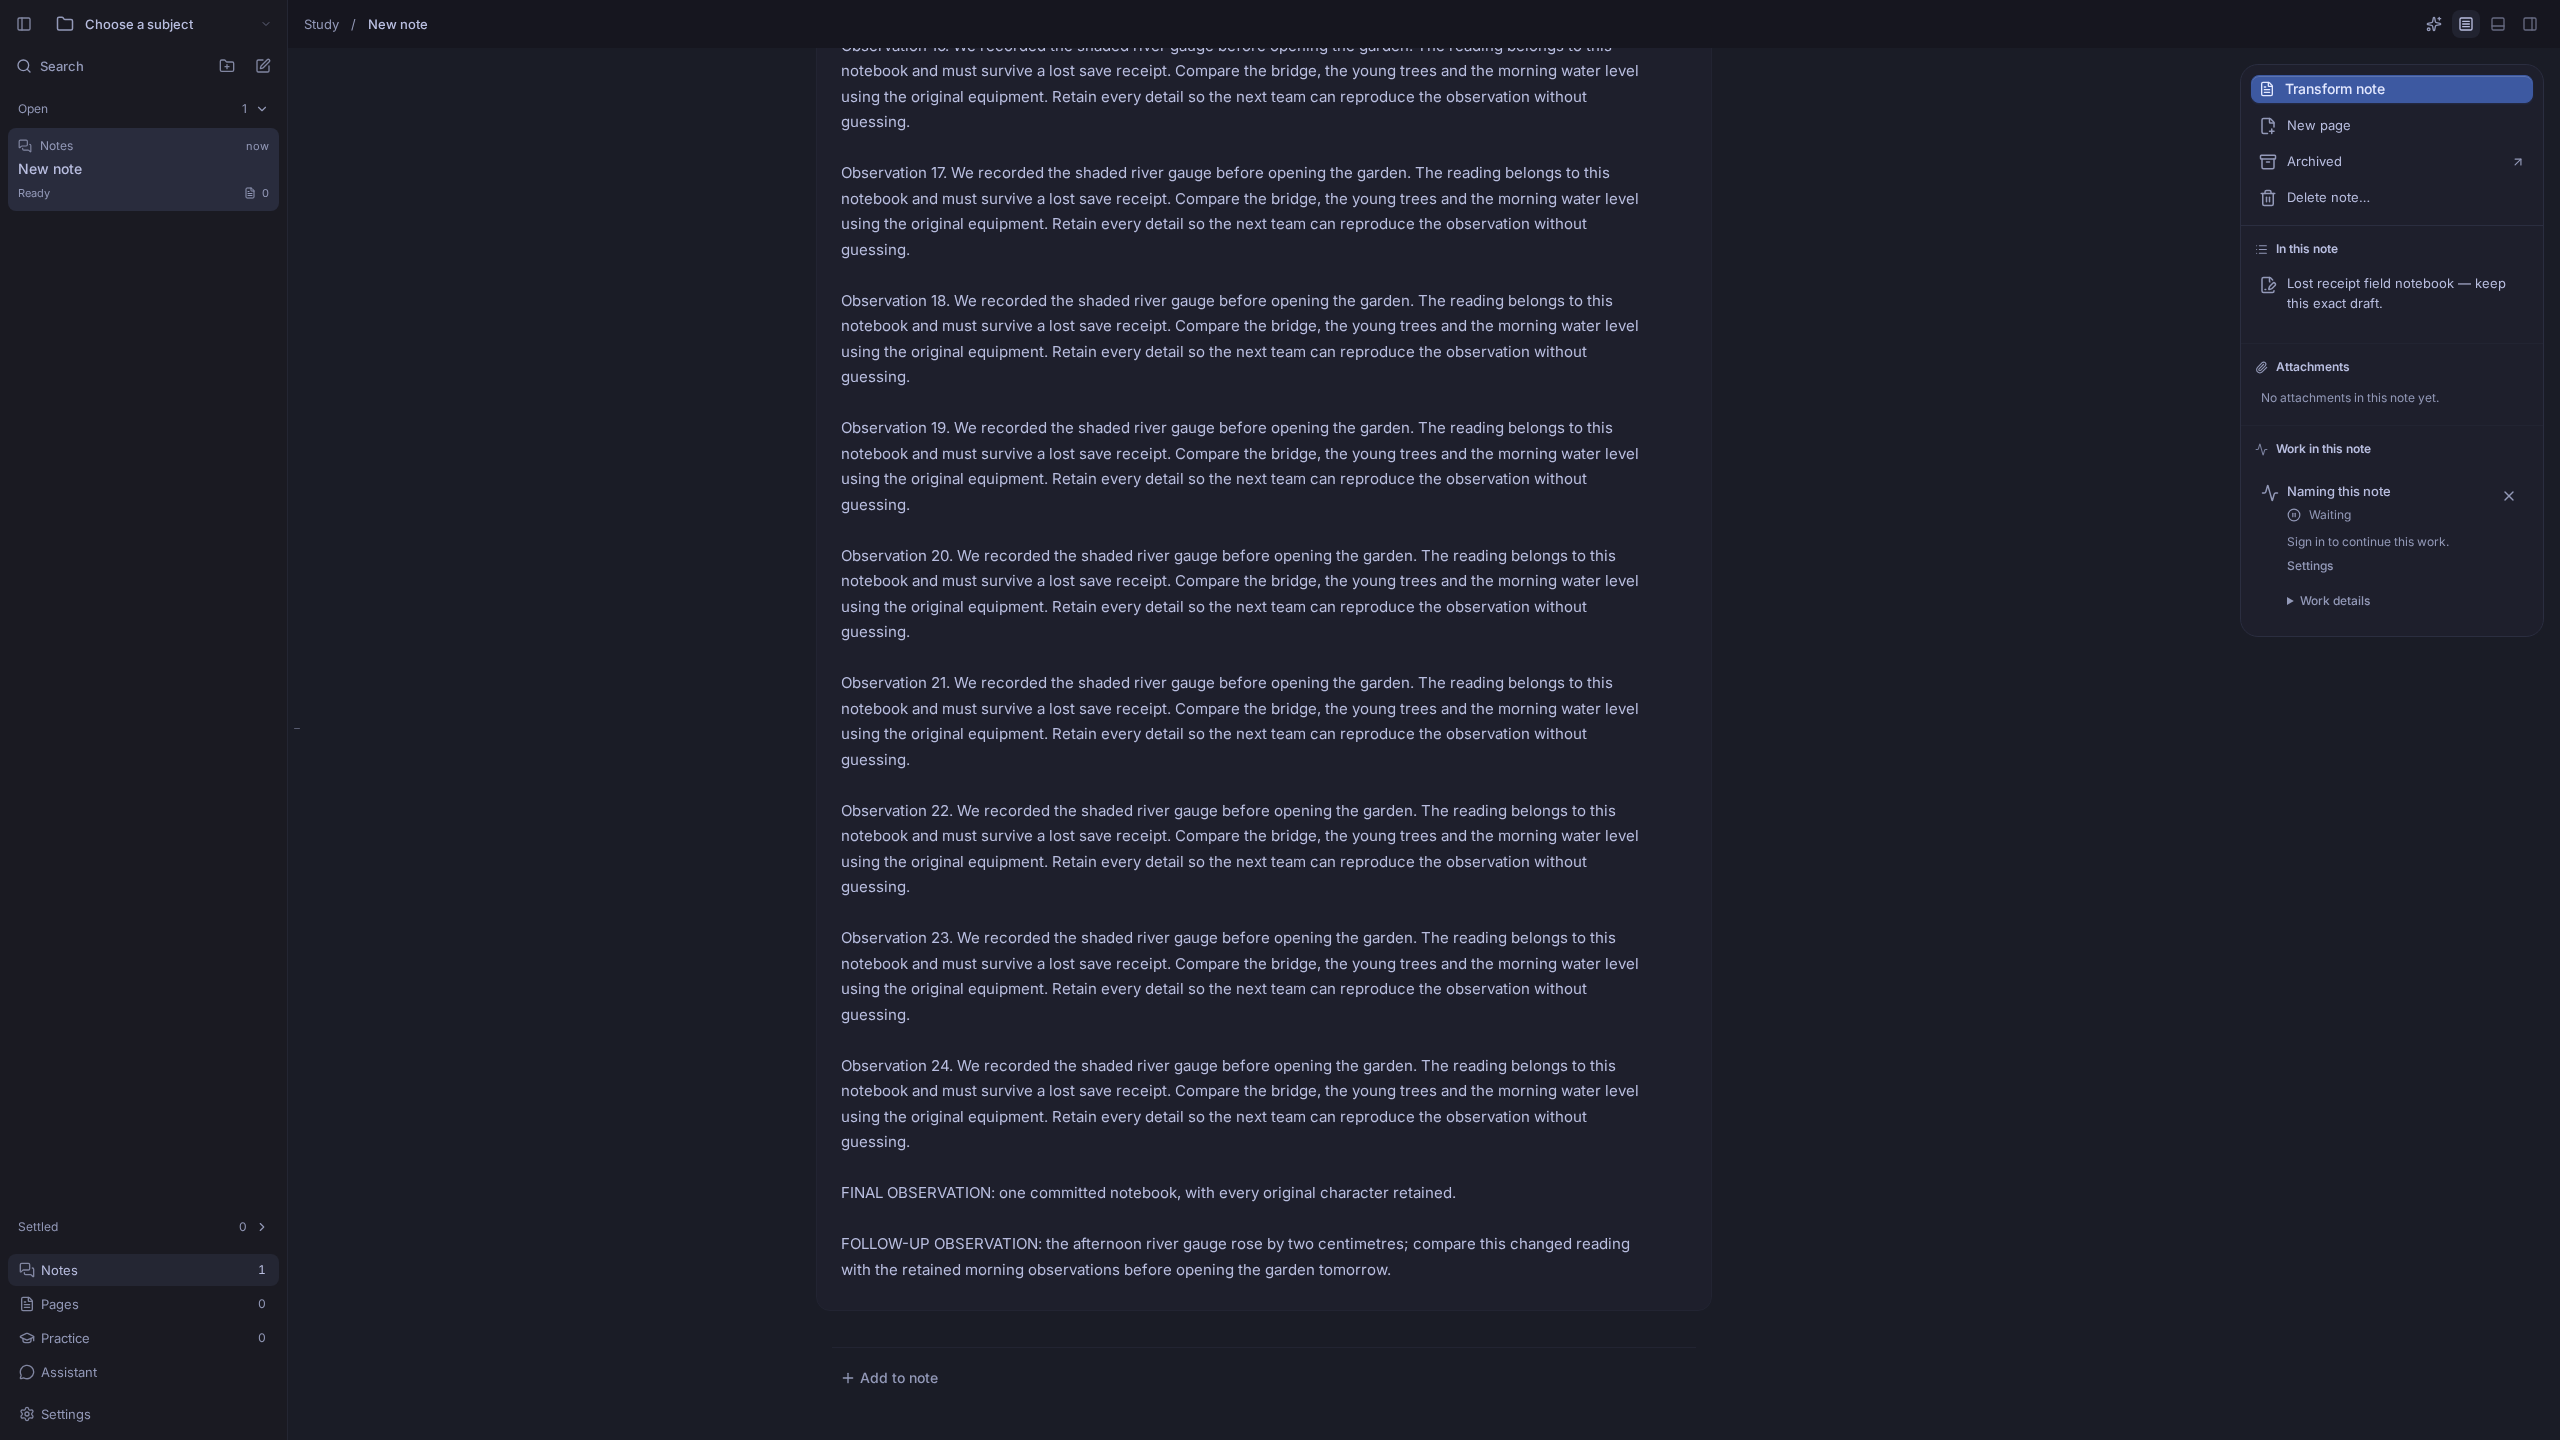 Choose a subject
Search
Open 1
Notes now
New note
Ready 0
Settled 0
Notes 1
Pages 0
Practice 0
Assistant
Settings
Study / New note
Observation 16. We recorded the shaded river gauge before opening the garden. The reading belongs to this
notebook and must survive a lost save receipt. Compare the bridge, the young trees and the morning water level
using the original equipment. Retain every detail so the next team can reproduce the observation without
guessing.
Observation 17. We recorded the shaded river gauge before opening the garden. The reading belongs to this
notebook and must survive a lost save receipt. Compare the bridge, the young trees and the morning water level
using the original equipment. Retain every detail so the next team can reproduce the observation without
guessing.
Observation 18. We recorded the shaded river gauge before opening the garden. The reading belongs to this
notebook and must survive a lost save receipt. Compare the bridge, the young trees and the morning water level
using the original equipment. Retain every detail so the next team can reproduce the observation without
guessing.
Observation 19. We recorded the shaded river gauge before opening the garden. The reading belongs to this
notebook and must survive a lost save receipt. Compare the bridge, the young trees and the morning water level
using the original equipment. Retain every detail so the next team can reproduce the observation without
guessing.
Observation 20. We recorded the shaded river gauge before opening the garden. The reading belongs to this
notebook and must survive a lost save receipt. Compare the bridge, the young trees and the morning water level
using the original equipment. Retain every detail so the next team can reproduce the observation without
guessing.
Observation 21. We recorded the shaded river gauge before opening the garden. The reading belongs to this
notebook and must survive a lost save receipt. Compare the bridge, the young trees and the morning water level
using the original equipment. Retain every detail so the next team can reproduce the observation without
guessing.
Observation 22. We recorded the shaded river gauge before opening the garden. The reading belongs to this
notebook and must survive a lost save receipt. Compare the bridge, the young trees and the morning water level
using the original equipment. Retain every detail so the next team can reproduce the observation without
guessing.
Observation 23. We recorded the shaded river gauge before opening the garden. The reading belongs to this
notebook and must survive a lost save receipt. Compare the bridge, the young trees and the morning water level
using the original equipment. Retain every detail so the next team can reproduce the observation without
guessing.
Observation 24. We recorded the shaded river gauge before opening the garden. The reading belongs to this
notebook and must survive a lost save receipt. Compare the bridge, the young trees and the morning water level
using the original equipment. Retain every detail so the next team can reproduce the observation without
guessing.
FINAL OBSERVATION: one committed notebook, with every original character retained.
FOLLOW-UP OBSERVATION: the afternoon river gauge rose by two centimetres; compare this changed reading
with the retained morning observations before opening the garden tomorrow.
Add to note
Transform note
New page
Archived
Delete note...
In this note
Lost receipt field notebook — keep
this exact draft.
Attachments
No attachments in this note yet.
Work in this note
Naming this note
Waiting
Sign in to continue this work.
Settings
Work details